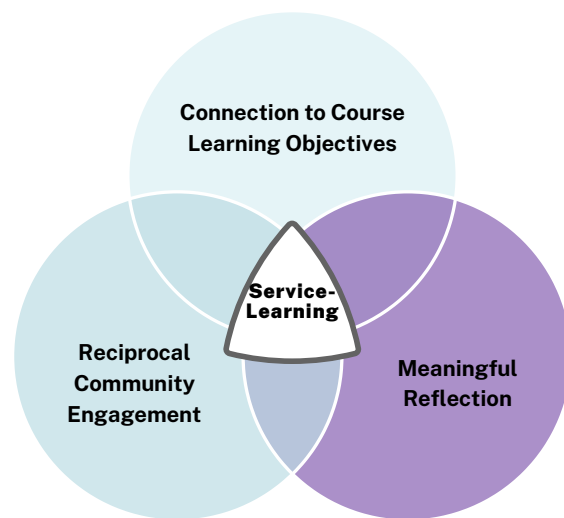 Connection to Course
Learning Objectives
Service-
Learning
Reciprocal
Community
Engagement
Meaningful
Reflection